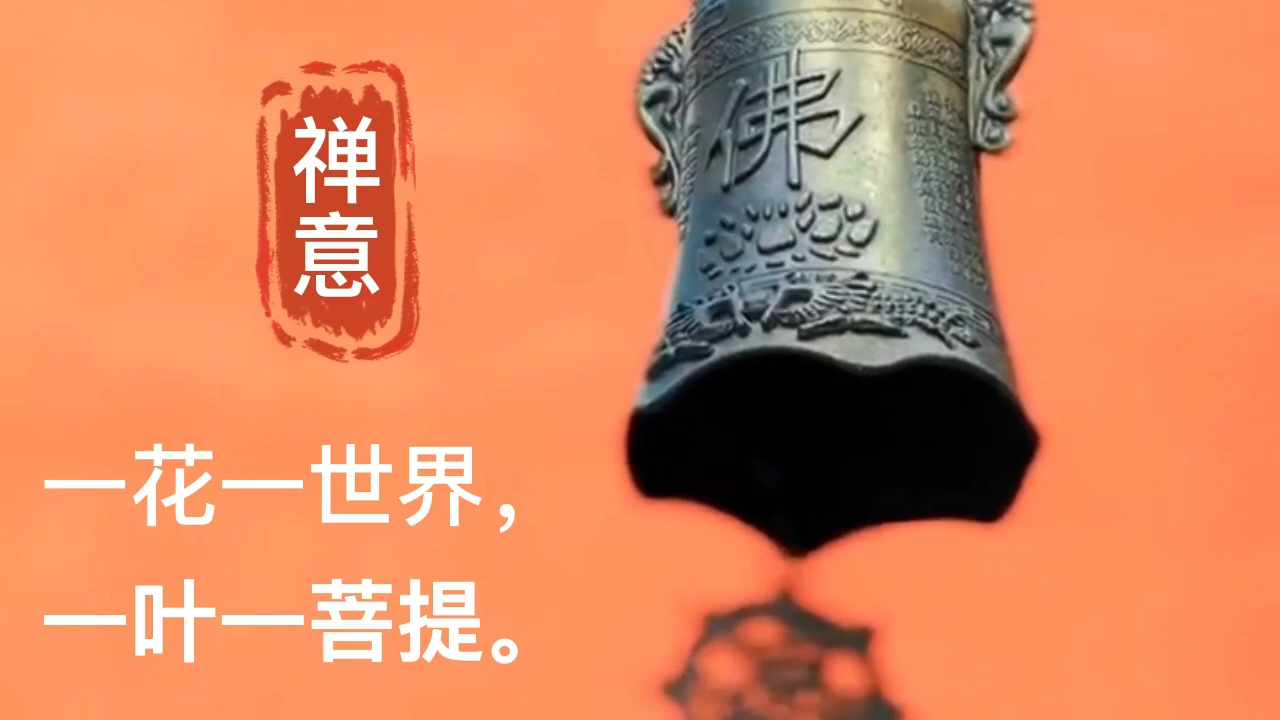 禅意
一花一世界，
一叶一菩提。
佛